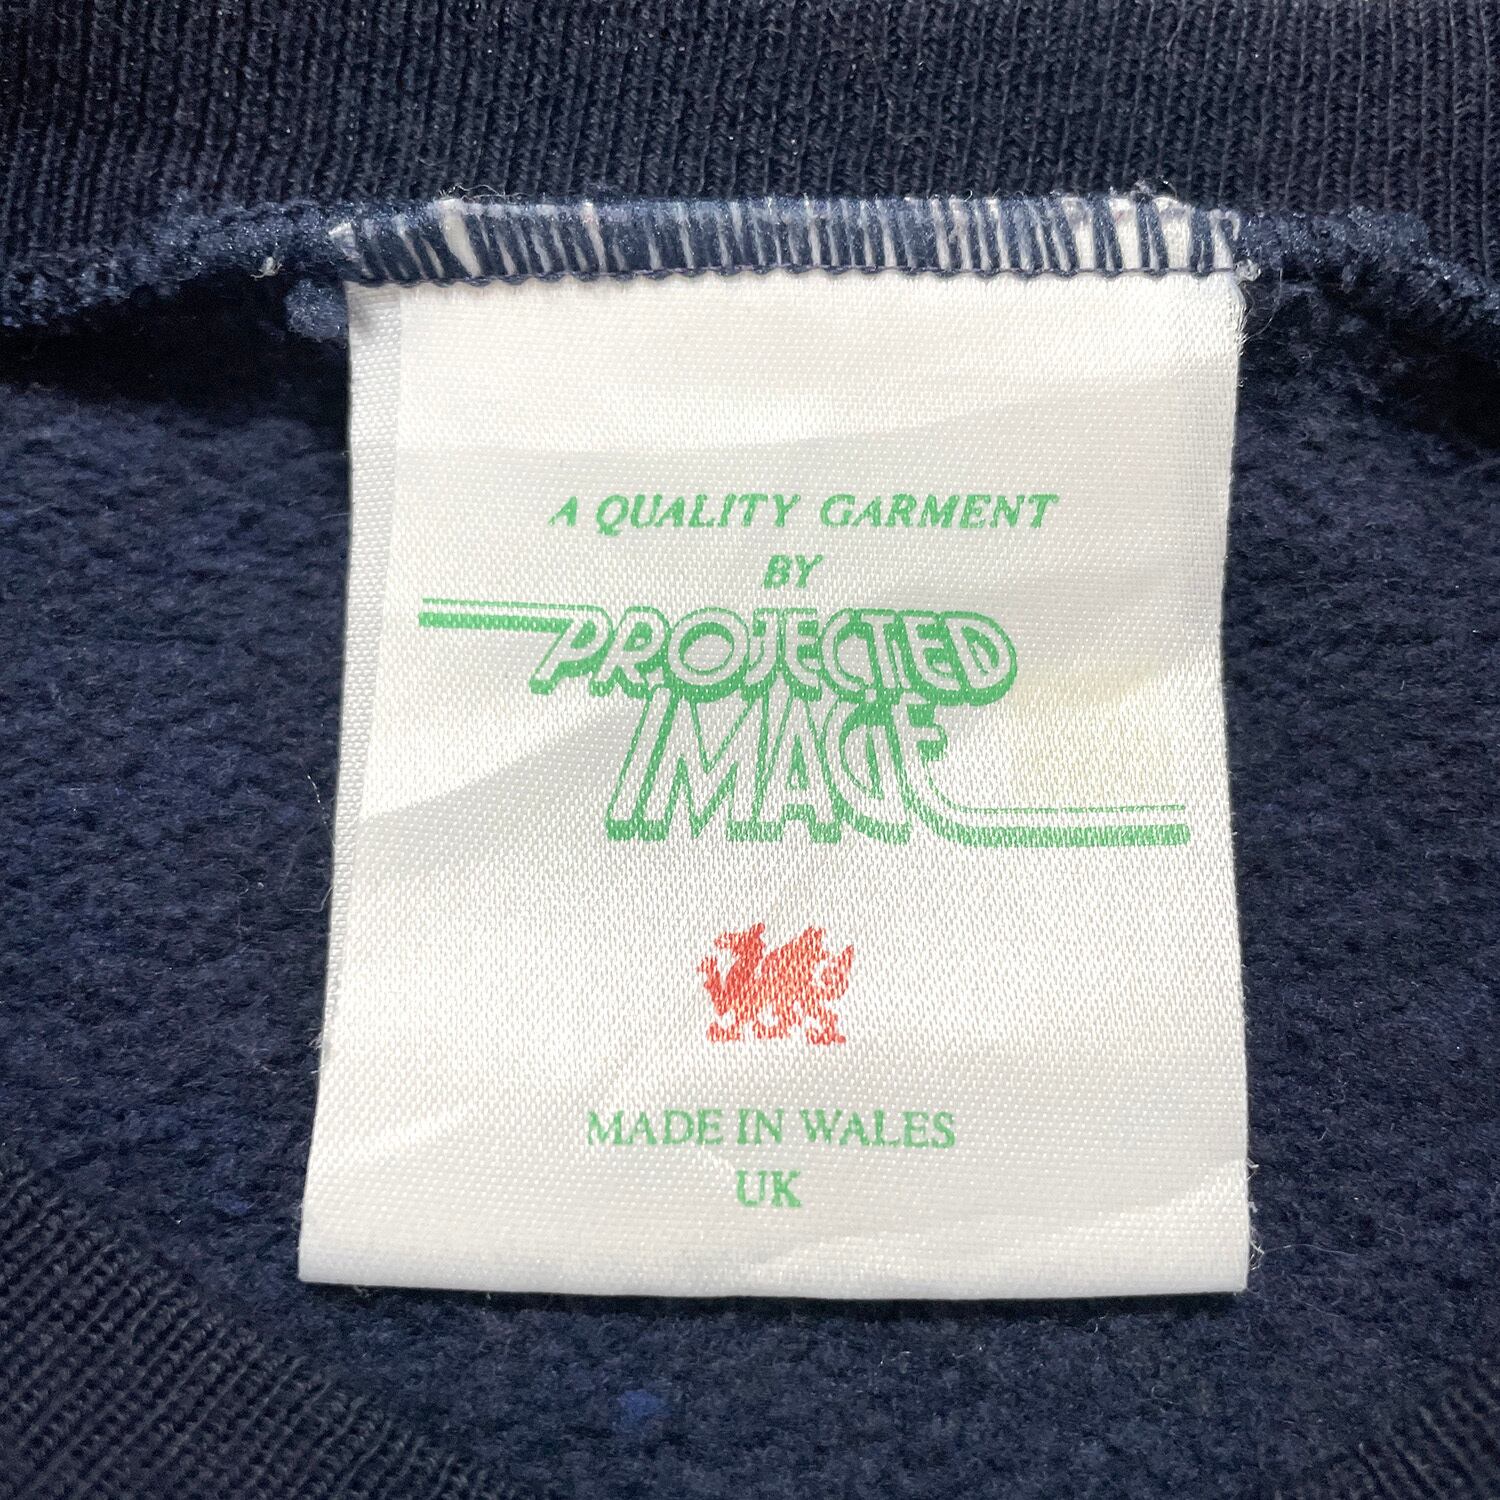 A QUALITY GARMENT
BY
PROJECTED
IMAGE
MADE IN WALES
UK